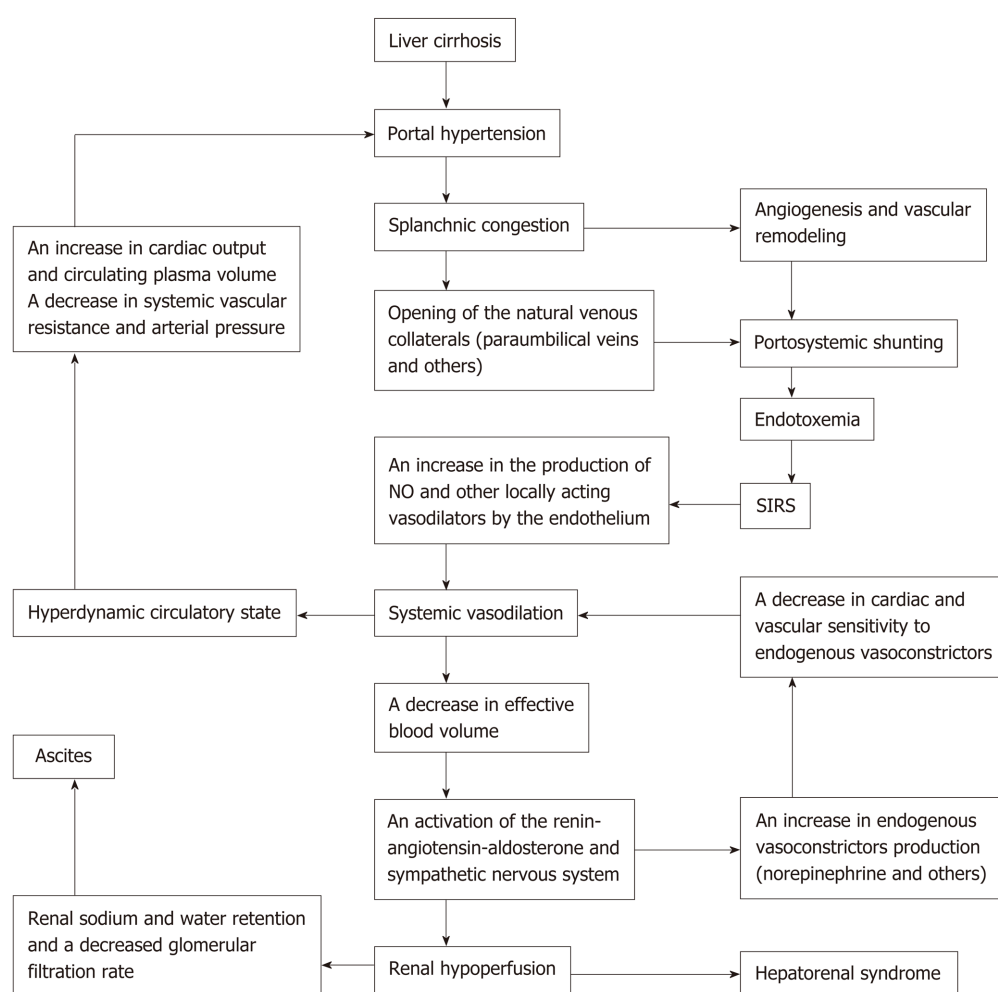 Liver cirrhosis
Portal hypertension
Splanchnic congestion
Angiogenesis and vascular
remodeling
An increase in cardiac output
and circulating plasma volume
A decrease in systemic vascular
resistance and arterial pressure
Opening of the natural venous
collaterals (paraumbilical veins
and others)
Portosystemic shunting
Endotoxemia
An increase in the production of
NO and other locally acting
vasodilators by the endothelium
SIRS
Hyperdynamic circulatory state
Systemic vasodilation
A decrease in cardiac and
vascular sensitivity to
endogenous vasoconstrictors
A decrease in effective
blood volume
Ascites
An activation of the renin-
angiotensin-aldosterone and
sympathetic nervous system
An increase in endogenous
vasoconstrictors production
(norepinephrine and others)
Renal sodium and water retention
and a decreased glomerular
filtration rate
Renal hypoperfusion
Hepatorenal syndrome